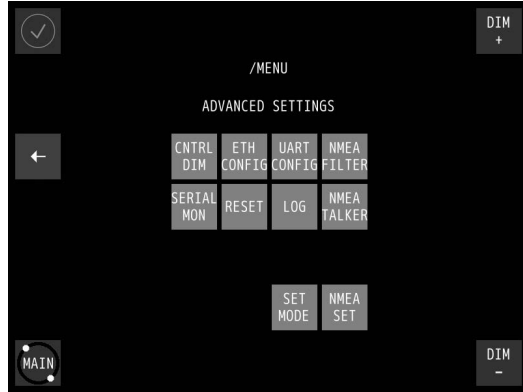 DIM
+
/MENU
ADVANCED SETTINGS
CNTRL DIM
ETH CONFIG
UART CONFIG
NMEA FILTER
←
SERIAL MON
RESET
LOG
NMEA TALKER
SET MODE
NMEA SET
MAIN
DIM
-